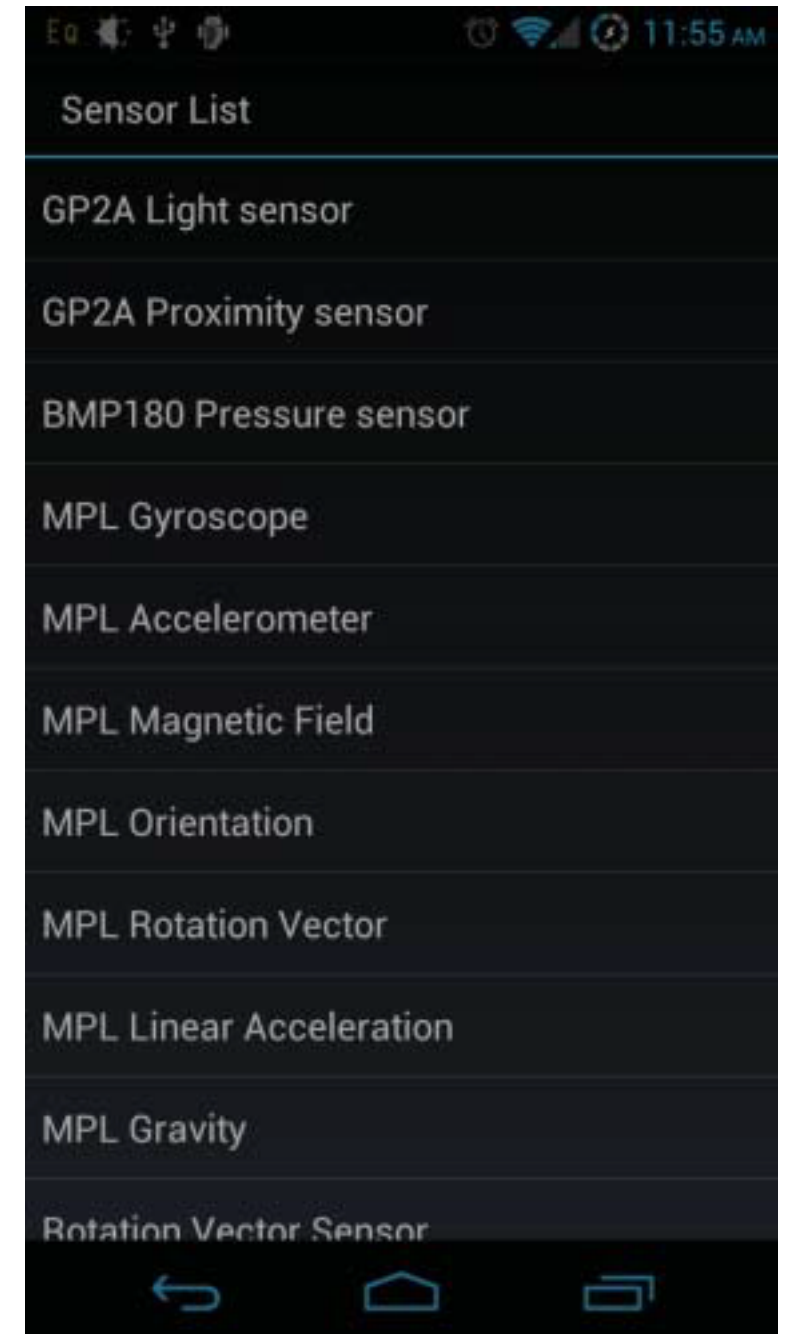 Eq 11:55 AM
Sensor List
GP2A Light sensor
GP2A Proximity sensor
BMP180 Pressure sensor
MPL Gyroscope
MPL Accelerometer
MPL Magnetic Field
MPL Orientation
MPL Rotation Vector
MPL Linear Acceleration
MPL Gravity
Rotation Vector Sensor